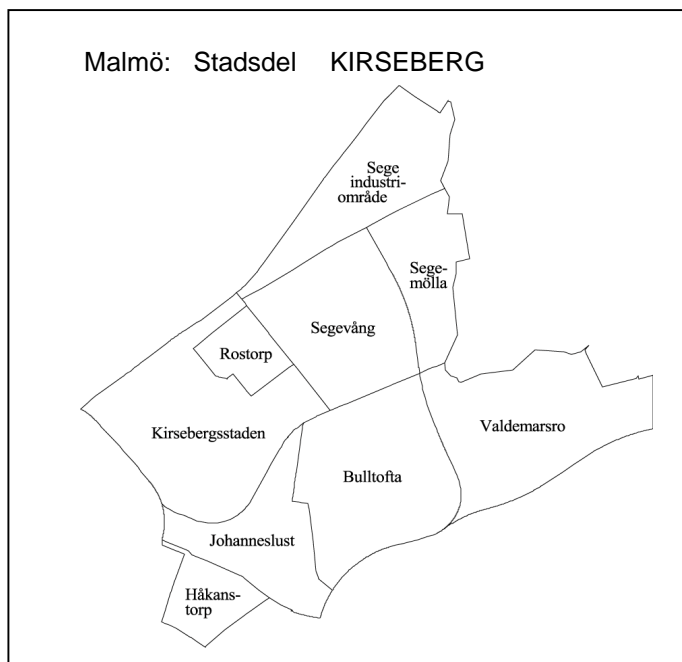 Malmö: Stadsdel KIRSEBERG
Sege
industri-
område
Sege-
mölla
Segevång
Rostorp
Kirsebergsstaden
Valdemarsro
Bulltofta
Johanneslust
Håkans-
torp